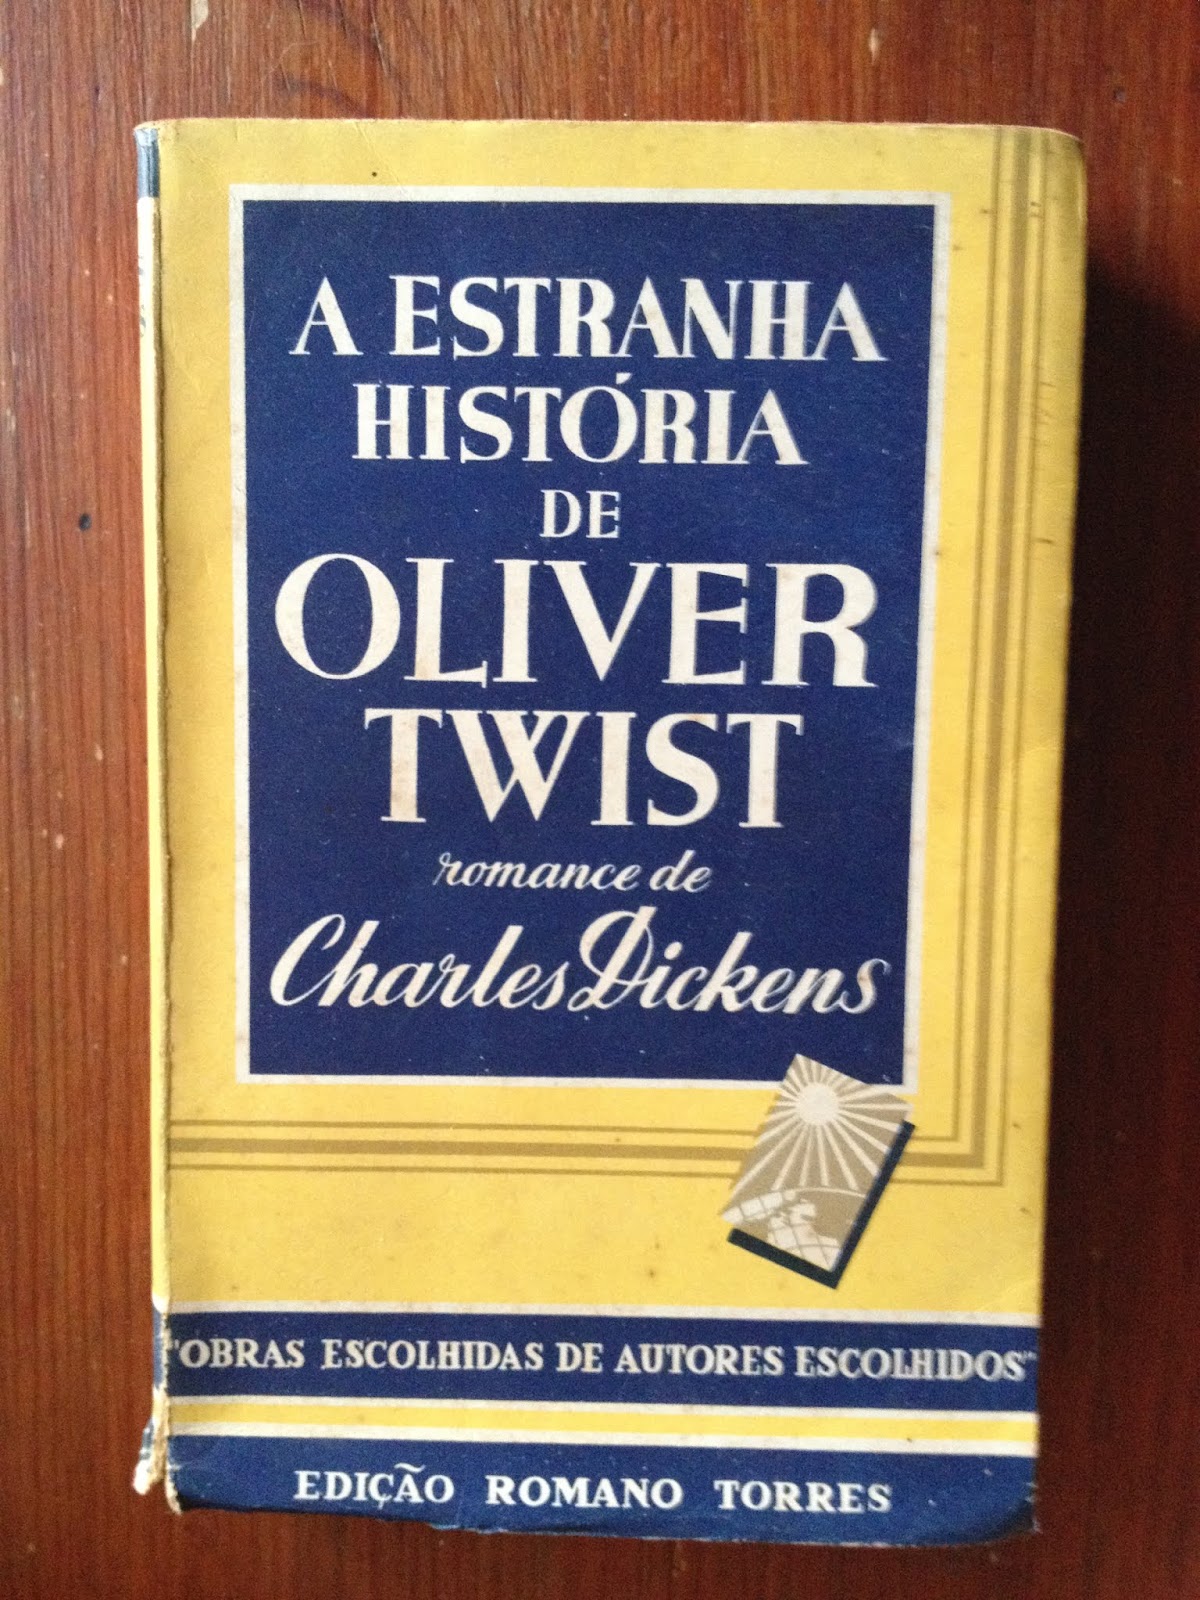 A ESTRANHA
HISTÓRIA
DE
OLIVER
TWIST
romance de
Charles Dickens
"OBRAS ESCOLHIDAS DE AUTORES ESCOLHIDOS"
EDIÇÃO ROMANO TORRES